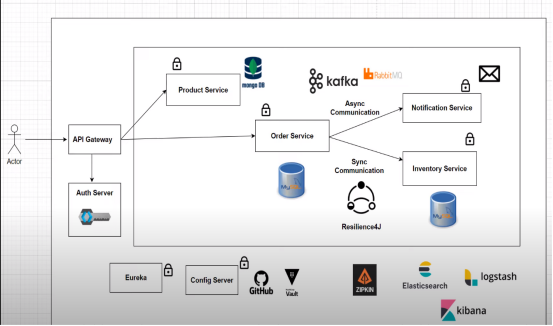 mongo DB
kafka
RabbitMQ
Product Service
Async
Communication
Notification Service
Order Service
API Gateway
Actor
Sync
Communication
Inventory Service
Auth Server
MySQL
MySQL
Resilience4J
Eureka
Config Server
GitHub
Vault
ZIPKIN
Elasticsearch
logstash
kibana